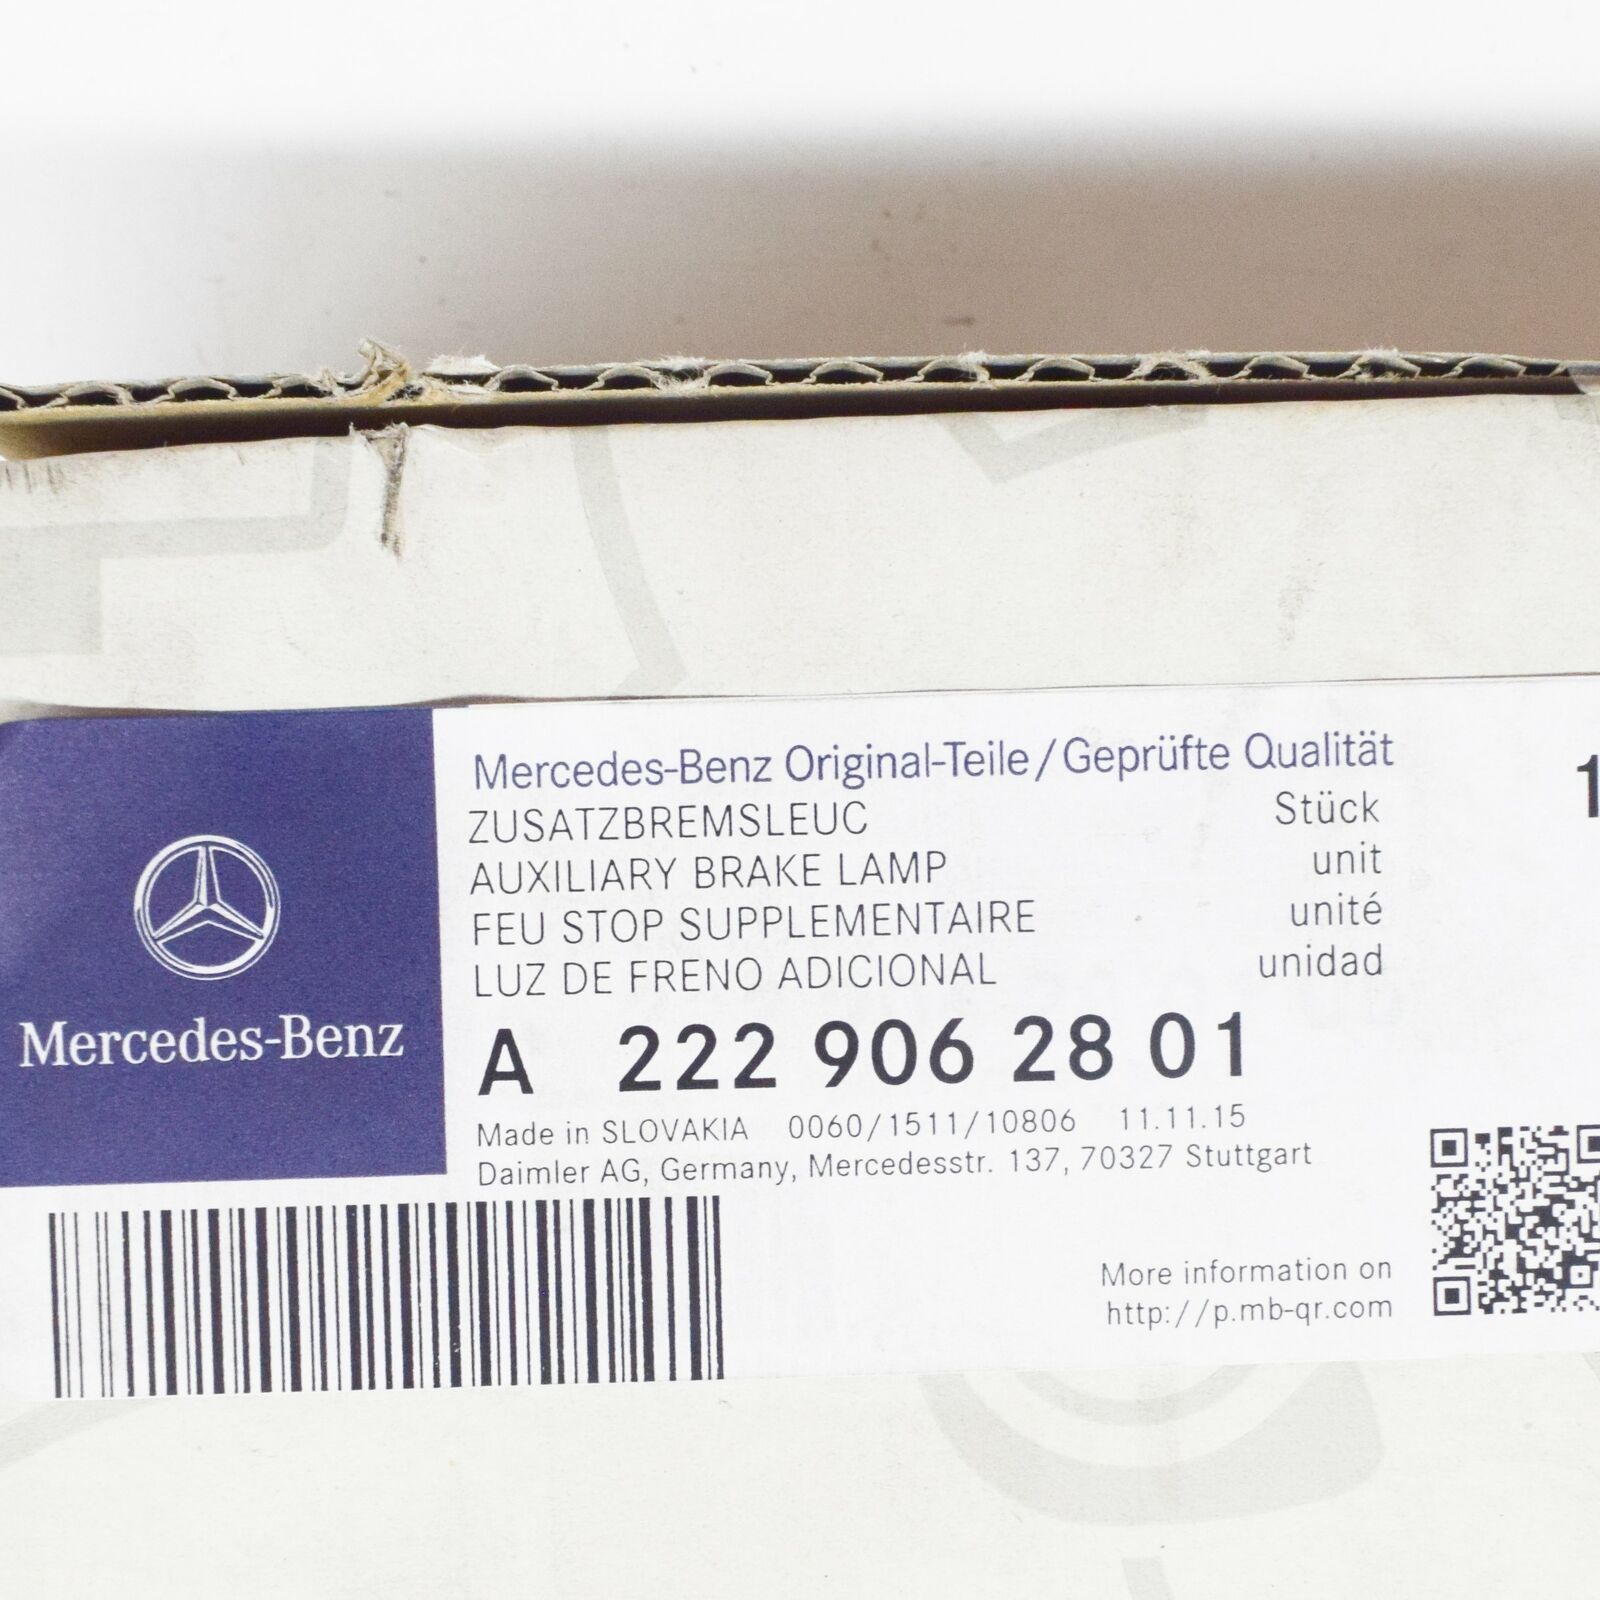 Mercedes-Benz Original-Teile/Geprüfte Qualität
ZUSATZBREMSLEUC Stück 1
AUXILIARY BRAKE LAMP unit
FEU STOP SUPPLEMENTAIRE unité
LUZ DE FRENO ADICIONAL unidad
Mercedes-Benz
A 222 906 28 01
Made in SLOVAKIA 0060/1511/10806 11.11.15
Daimler AG, Germany, Mercedesstr. 137, 70327 Stuttgart
More information on
http://p.mb-qr.com